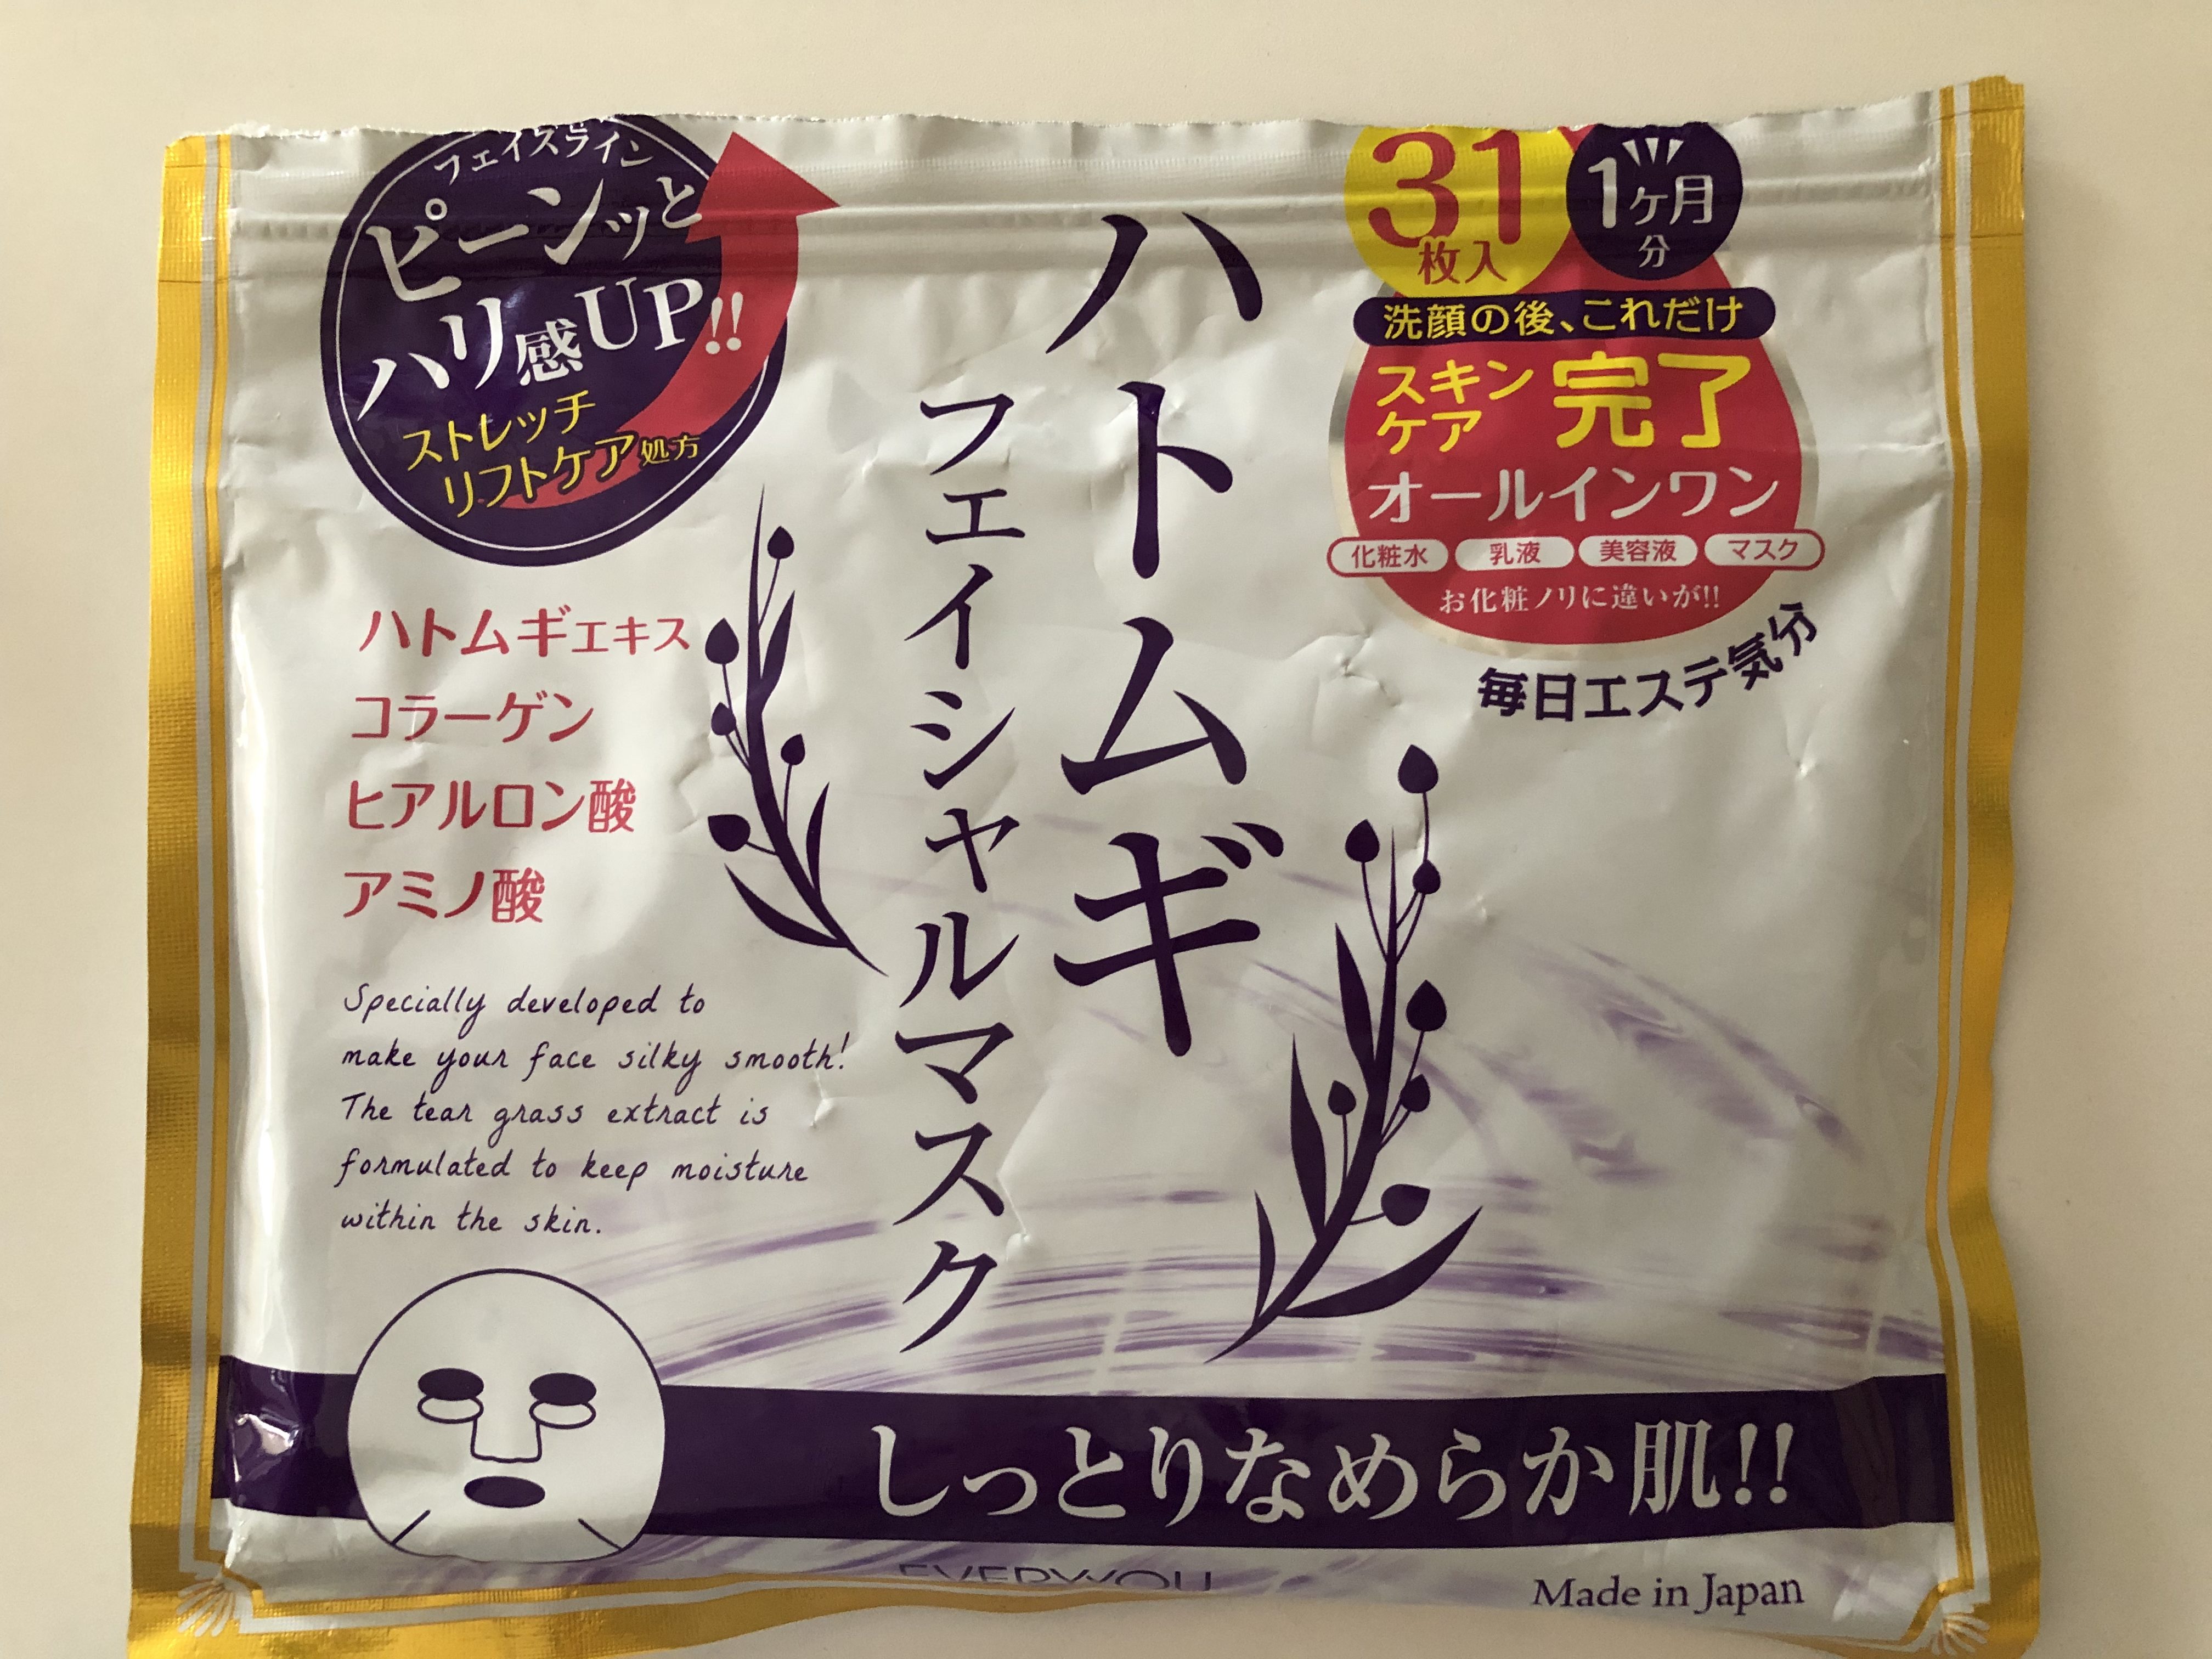 フェイスライン
ピーンッと
ハリ感UP!!
ストレッチ
リフトケア処方
31
枚入
1ヶ月
分
洗顔の後、これだけ
スキン
ケア
完了
オールインワン
化粧水 乳液 美容液 マスク
お化粧ノリに違いが!!
毎日エステ気分
ハトムギ
フェイシャルマスク
ハトムギエキス
コラーゲン
ヒアルロン酸
アミノ酸
Specially developed to
make your face silky smooth!
The tear grass extract is
formulated to keep moisture
within the skin.
しっとりなめらか肌!!
EVERYYOU
Made in Japan